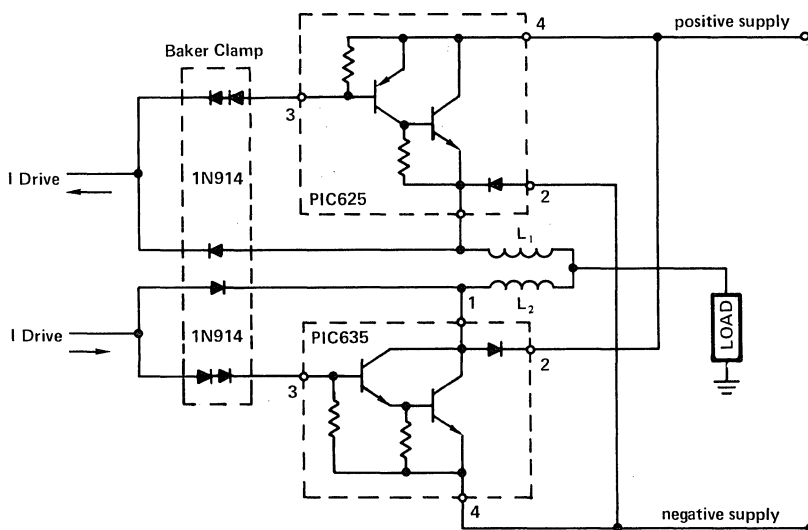 4
positive supply
Baker Clamp
3
I Drive
1N914
PIC625
2
L1
1
L2
I Drive
1N914
PIC635
2
LOAD
3
4
negative supply